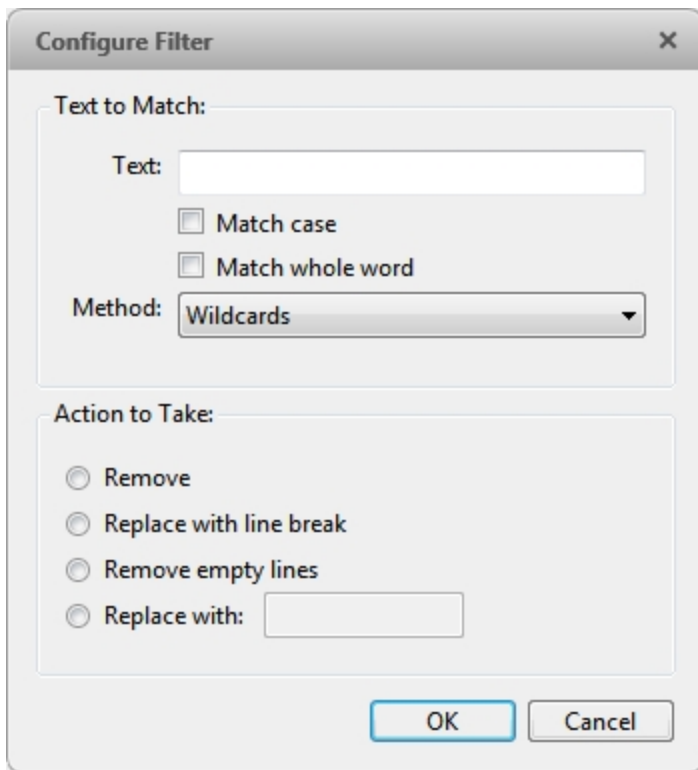 Configure Filter
Text to Match:
Text:
Match case
Match whole word
Method: Wildcards
Action to Take:
Remove
Replace with line break
Remove empty lines
Replace with:
OK Cancel